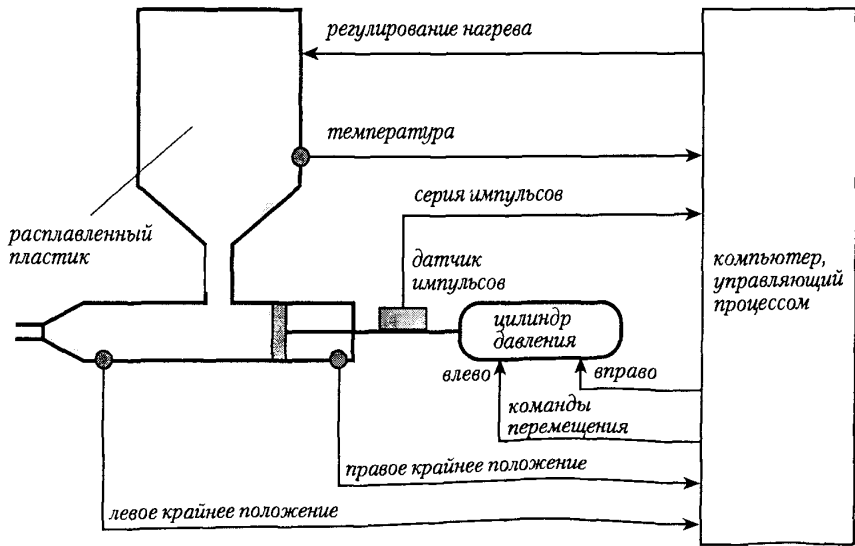 регулирование нагрева
температура
серия импульсов
расплавленный
пластик
датчик
импульсов
компьютер,
управляющий
процессом
цилиндр
давления
влево
вправо
команды
перемещения
правое крайнее положение
левое крайнее положение